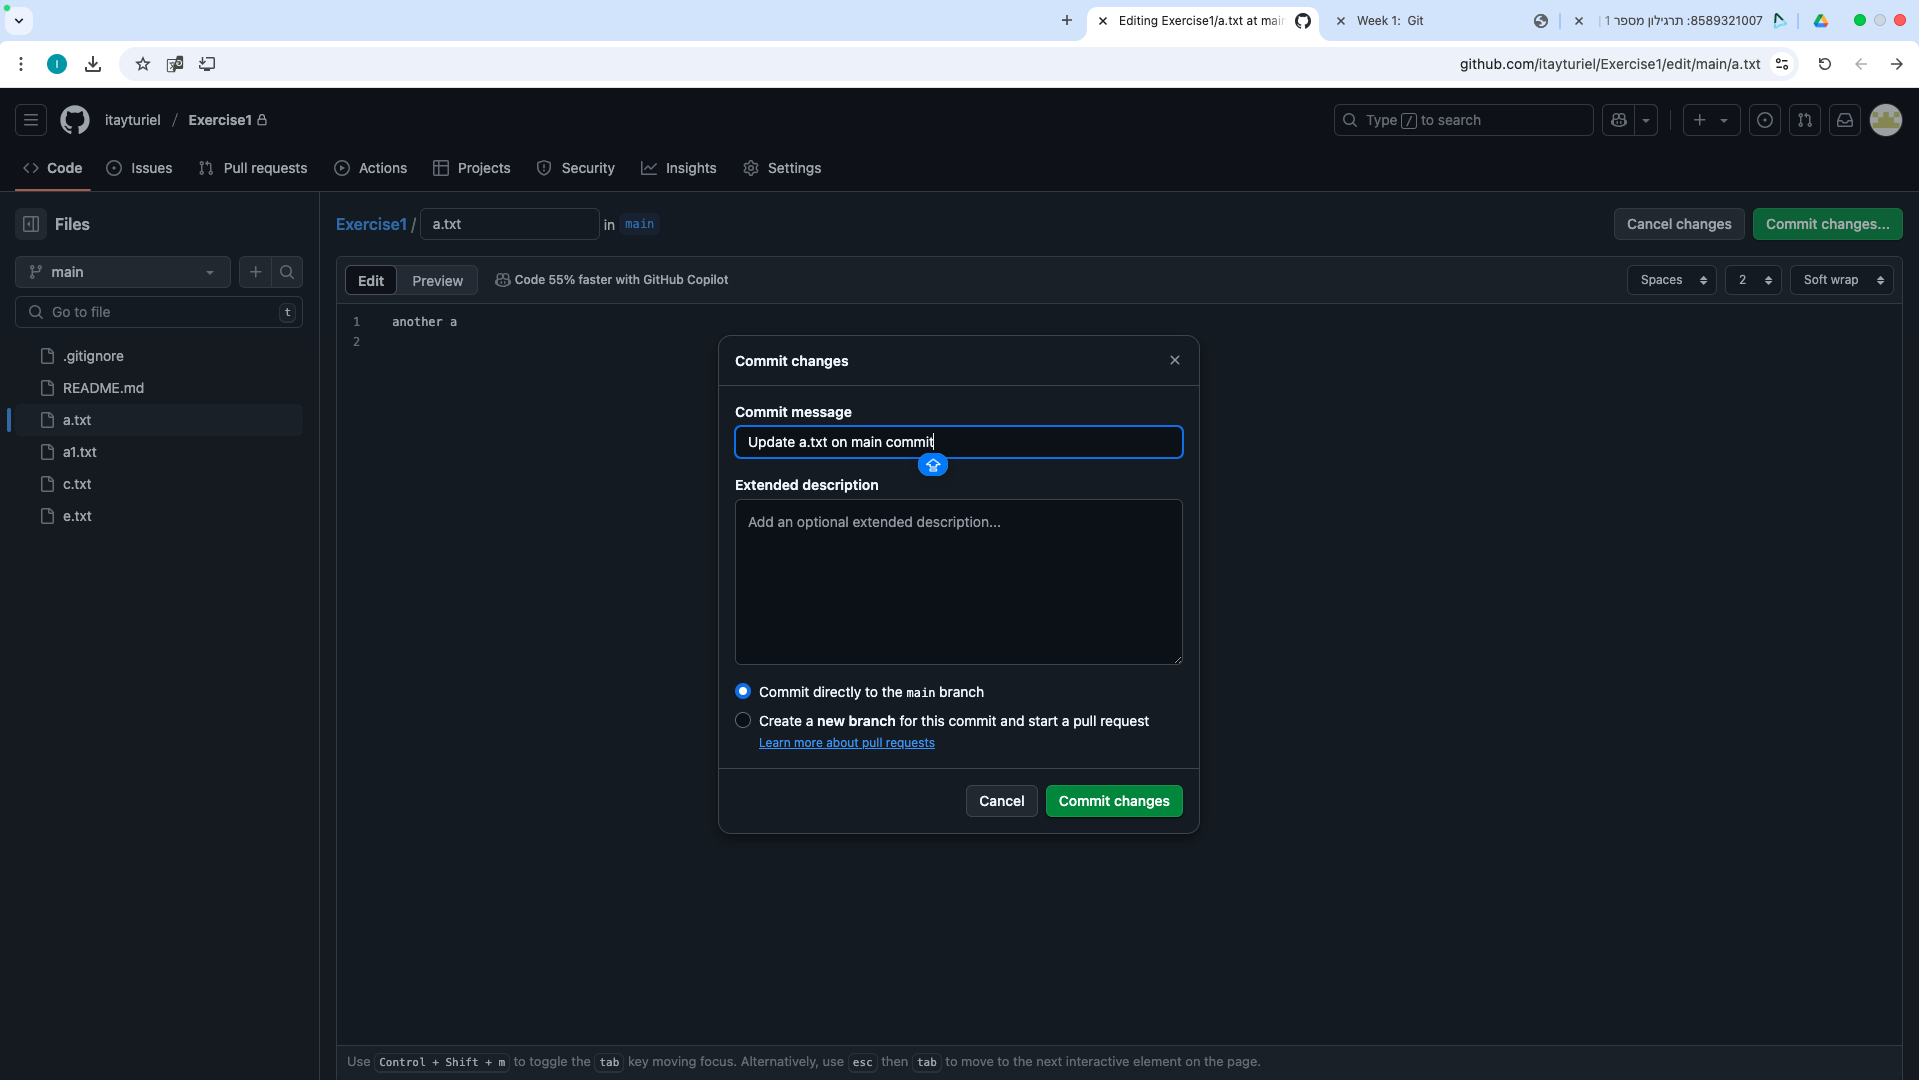 Editing Exercise1/a.txt at main
Week 1: Git
8589321007: תרגילון מספר 1
github.com/itayturiel/Exercise1/edit/main/a.txt
itayturiel / Exercise1
Type / to search
Code
Issues
Pull requests
Actions
Projects
Security
Insights
Settings
Files
Exercise1 / a.txt in main
Cancel changes
Commit changes...
main
Edit
Preview
Code 55% faster with GitHub Copilot
Spaces
2
Soft wrap
Go to file
t
1 another a
2
.gitignore
README.md
a.txt
a1.txt
c.txt
e.txt
Commit changes
Commit message
Update a.txt on main commit
Extended description
Add an optional extended description...
Commit directly to the main branch
Create a new branch for this commit and start a pull request
Learn more about pull requests
Cancel
Commit changes
Use Control + Shift + m to toggle the tab key moving focus. Alternatively, use esc then tab to move to the next interactive element on the page.